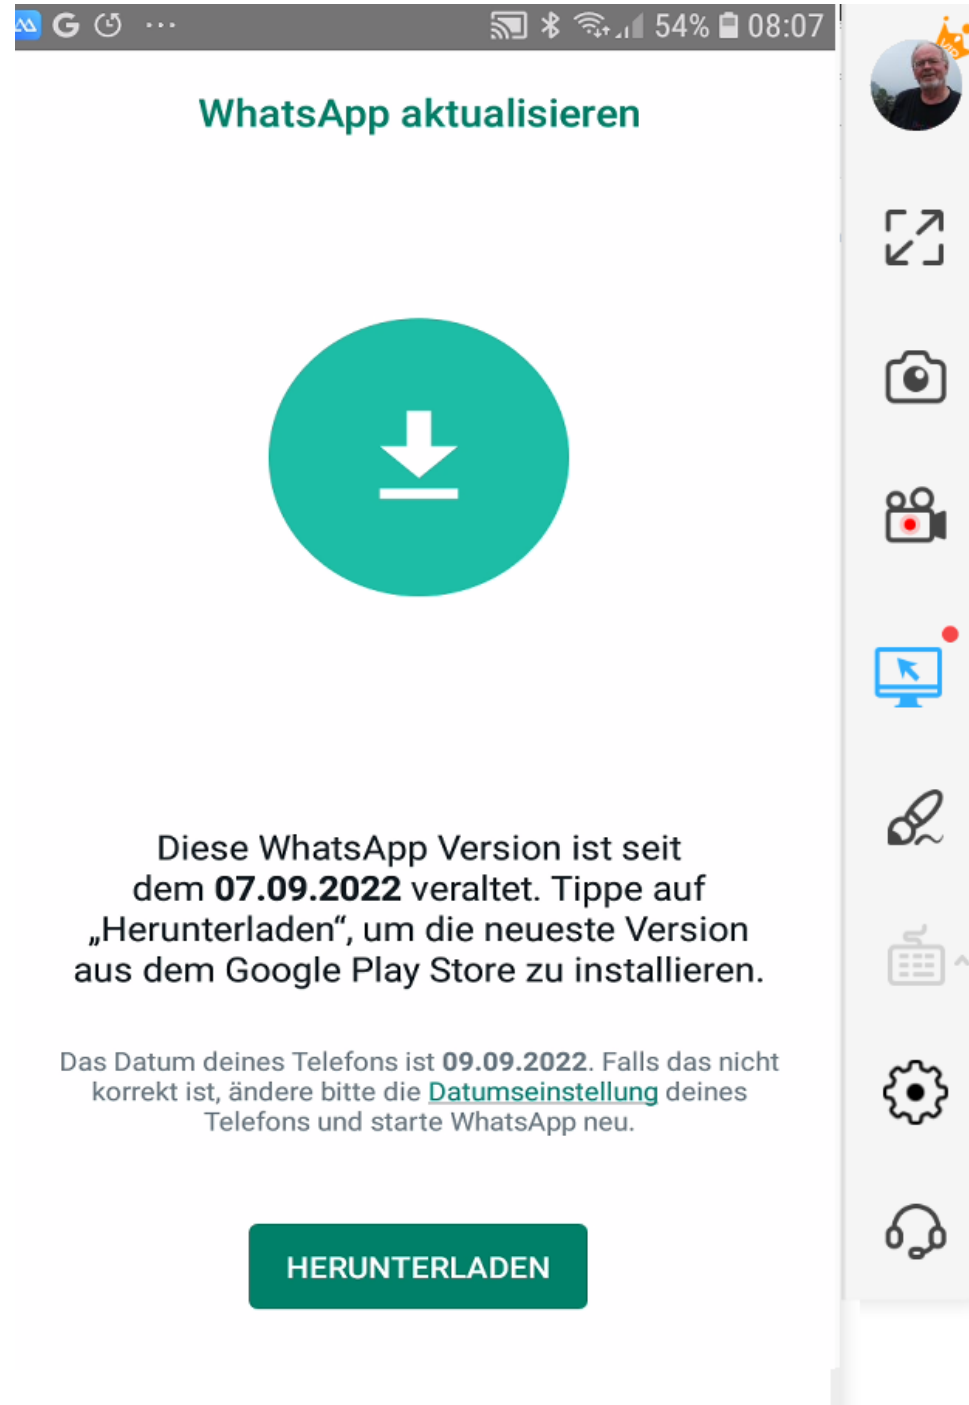 G ... 54% 08:07
VIP
WhatsApp aktualisieren
Diese WhatsApp Version ist seit
dem 07.09.2022 veraltet. Tippe auf
„Herunterladen“, um die neueste Version
aus dem Google Play Store zu installieren.
Das Datum deines Telefons ist 09.09.2022. Falls das nicht
korrekt ist, ändere bitte die Datumseinstellung deines
Telefons und starte WhatsApp neu.
HERUNTERLADEN